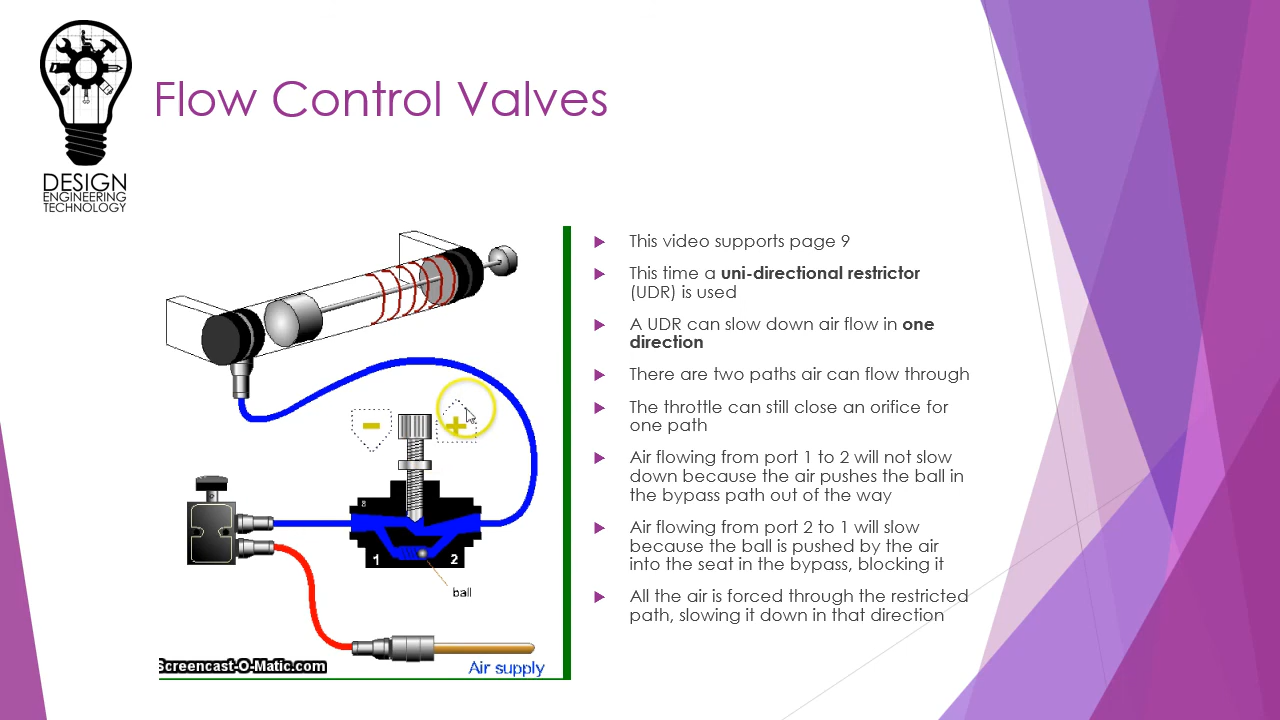 DESIGN
ENGINEERING
TECHNOLOGY
Flow Control Valves
This video supports page 9
This time a uni-directional restrictor
(UDR) is used
A UDR can slow down air flow in one
direction
There are two paths air can flow through
The throttle can still close an orifice for
one path
Air flowing from port 1 to 2 will not slow
down because the air pushes the ball in
the bypass path out of the way
Air flowing from port 2 to 1 will slow
because the ball is pushed by the air
into the seat in the bypass, blocking it
All the air is forced through the restricted
path, slowing it down in that direction
- +
1 2
ball
Air supply
Screencast-O-Matic.com